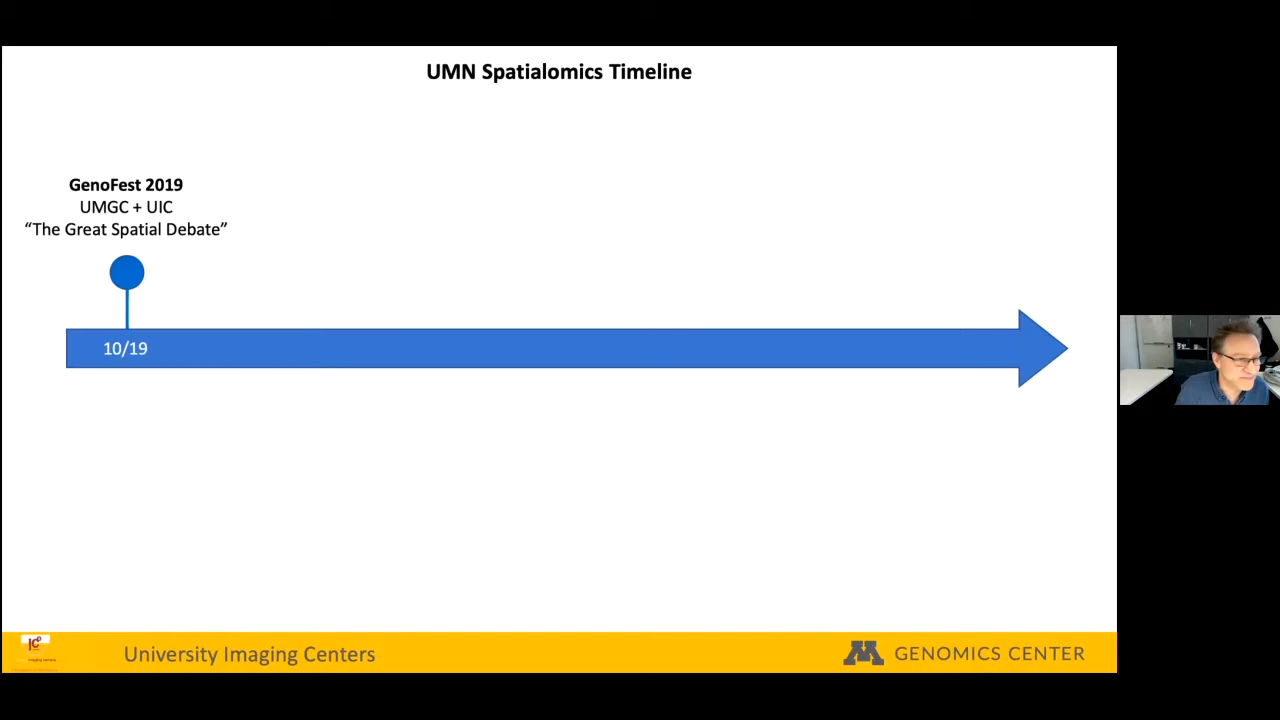 UMN Spatialomics Timeline
GenoFest 2019
UMGC + UIC
“The Great Spatial Debate”
10/19
University Imaging Centers
GENOMICS CENTER